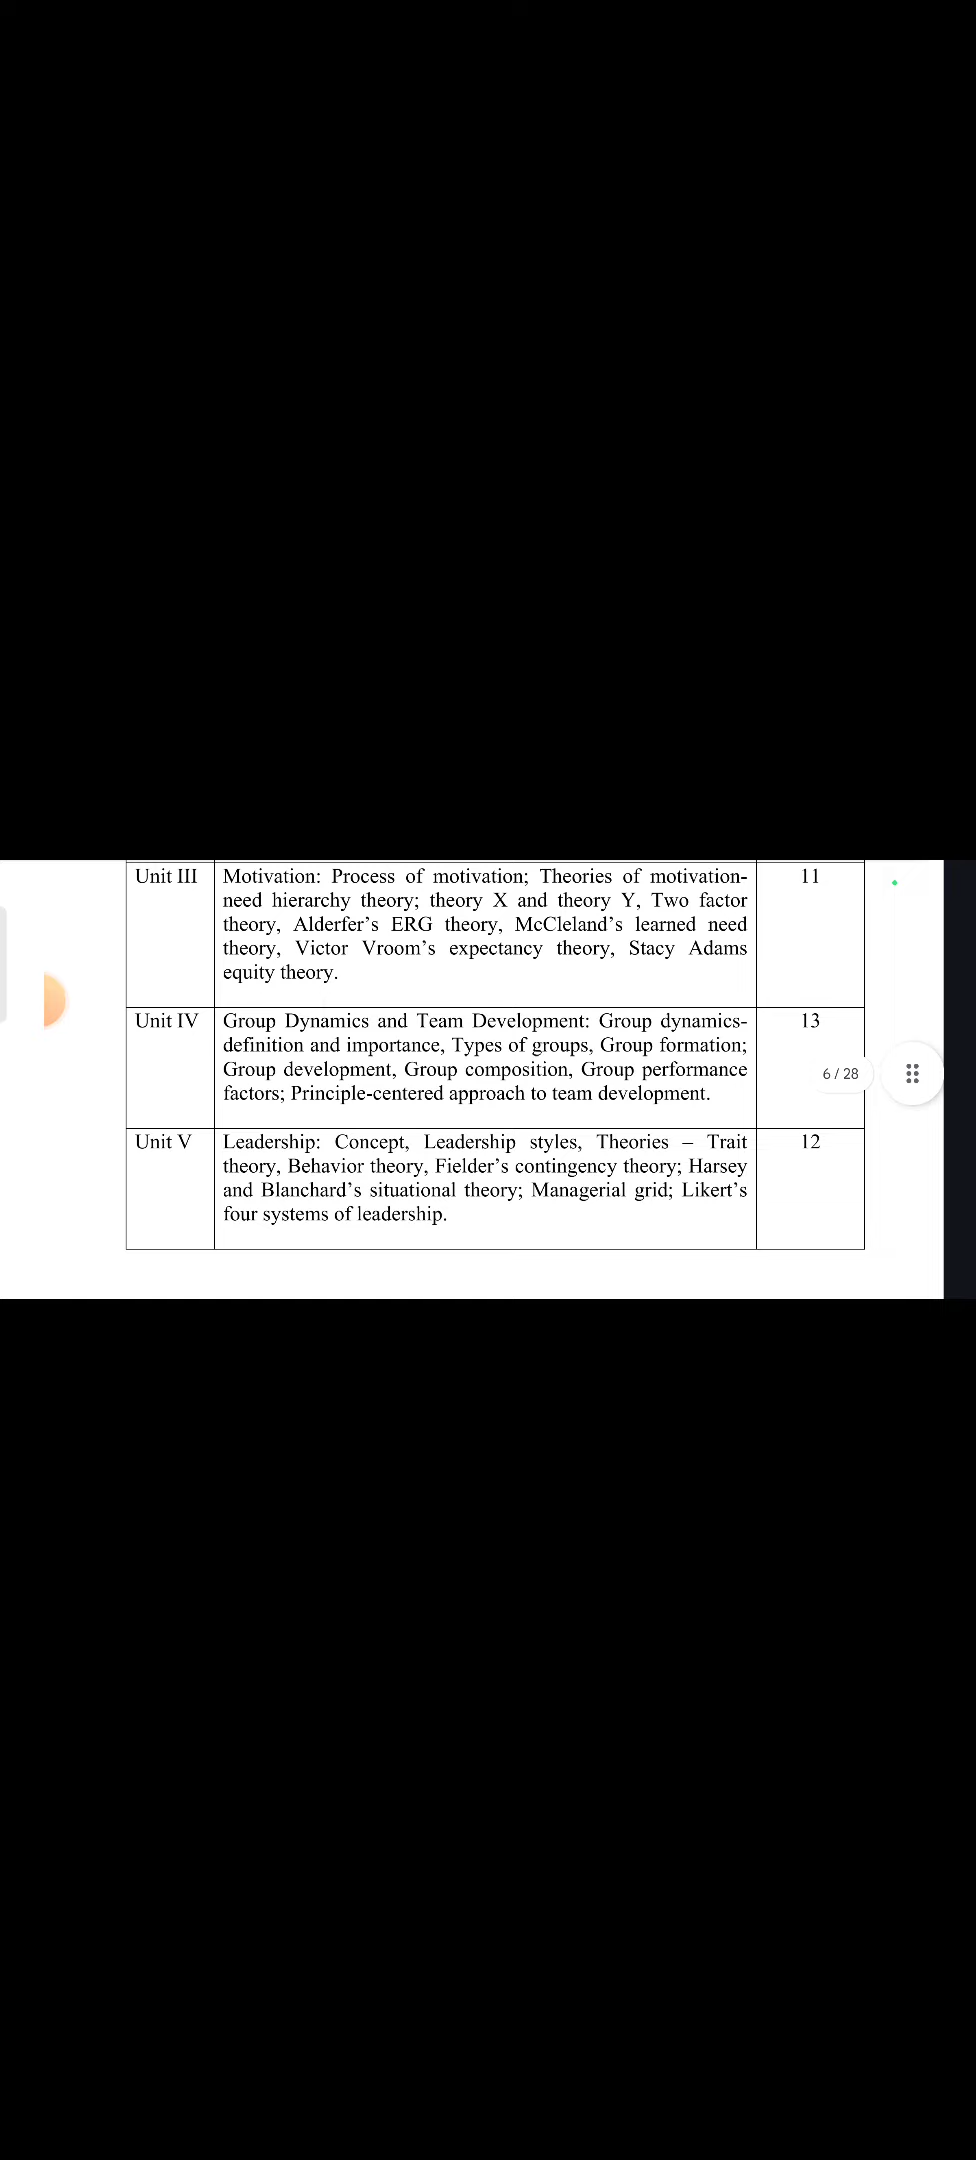 Unit III
Motivation: Process of motivation; Theories of motivation-
need hierarchy theory; theory X and theory Y, Two factor
theory, Alderfer's ERG theory, McCleland's learned need
theory, Victor Vroom's expectancy theory, Stacy Adams
equity theory.
11
Unit IV
Group Dynamics and Team Development: Group dynamics-
definition and importance, Types of groups, Group formation;
Group development, Group composition, Group performance
factors; Principle-centered approach to team development.
13
6 / 28
Unit V
Leadership: Concept, Leadership styles, Theories – Trait
theory, Behavior theory, Fielder's contingency theory; Harsey
and Blanchard's situational theory; Managerial grid; Likert's
four systems of leadership.
12